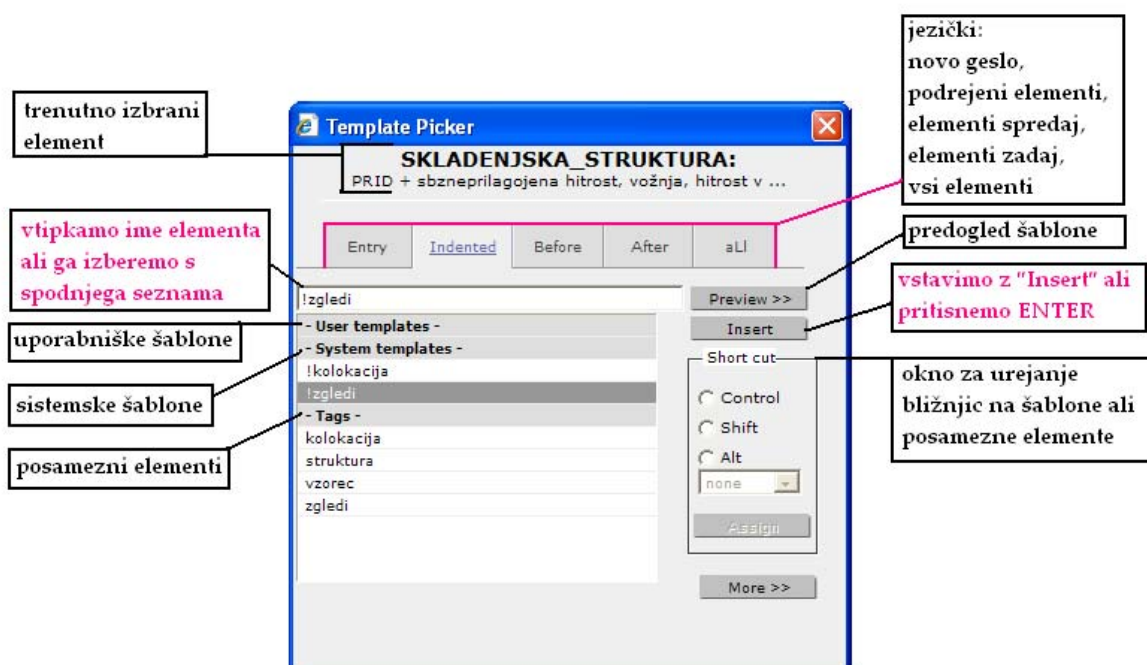 jezički:
novo geslo,
podrejeni elementi,
elementi spredaj,
elementi zadaj,
vsi elementi
trenutno izbrani
element
Template Picker
SKLADENJSKA_STRUKTURA:
PRID + sbzneprilagojena hitrost, vožnja, hitrost v ...
vtipkamo ime elementa
ali ga izberemo s
spodnjega seznama
Entry Indented Before After aLl
predogled šablone
!zgledi
Preview >>
vstavimo z "Insert" ali
pritisnemo ENTER
Insert
uporabniške šablone
- User templates -
- System templates -
!kolokacija
!zgledi
- Tags -
kolokacija
struktura
vzorec
zgledi
sistemske šablone
posamezni elementi
Short cut
Control
Shift
Alt
none
Assign
okno za urejanje
bližnjic na šablone ali
posamezne elemente
More >>